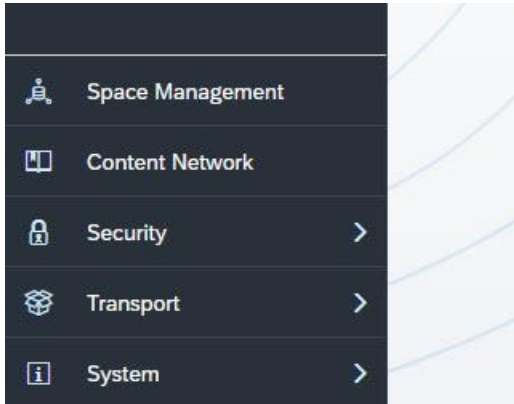 Space Management
Content Network
Security
Transport
System